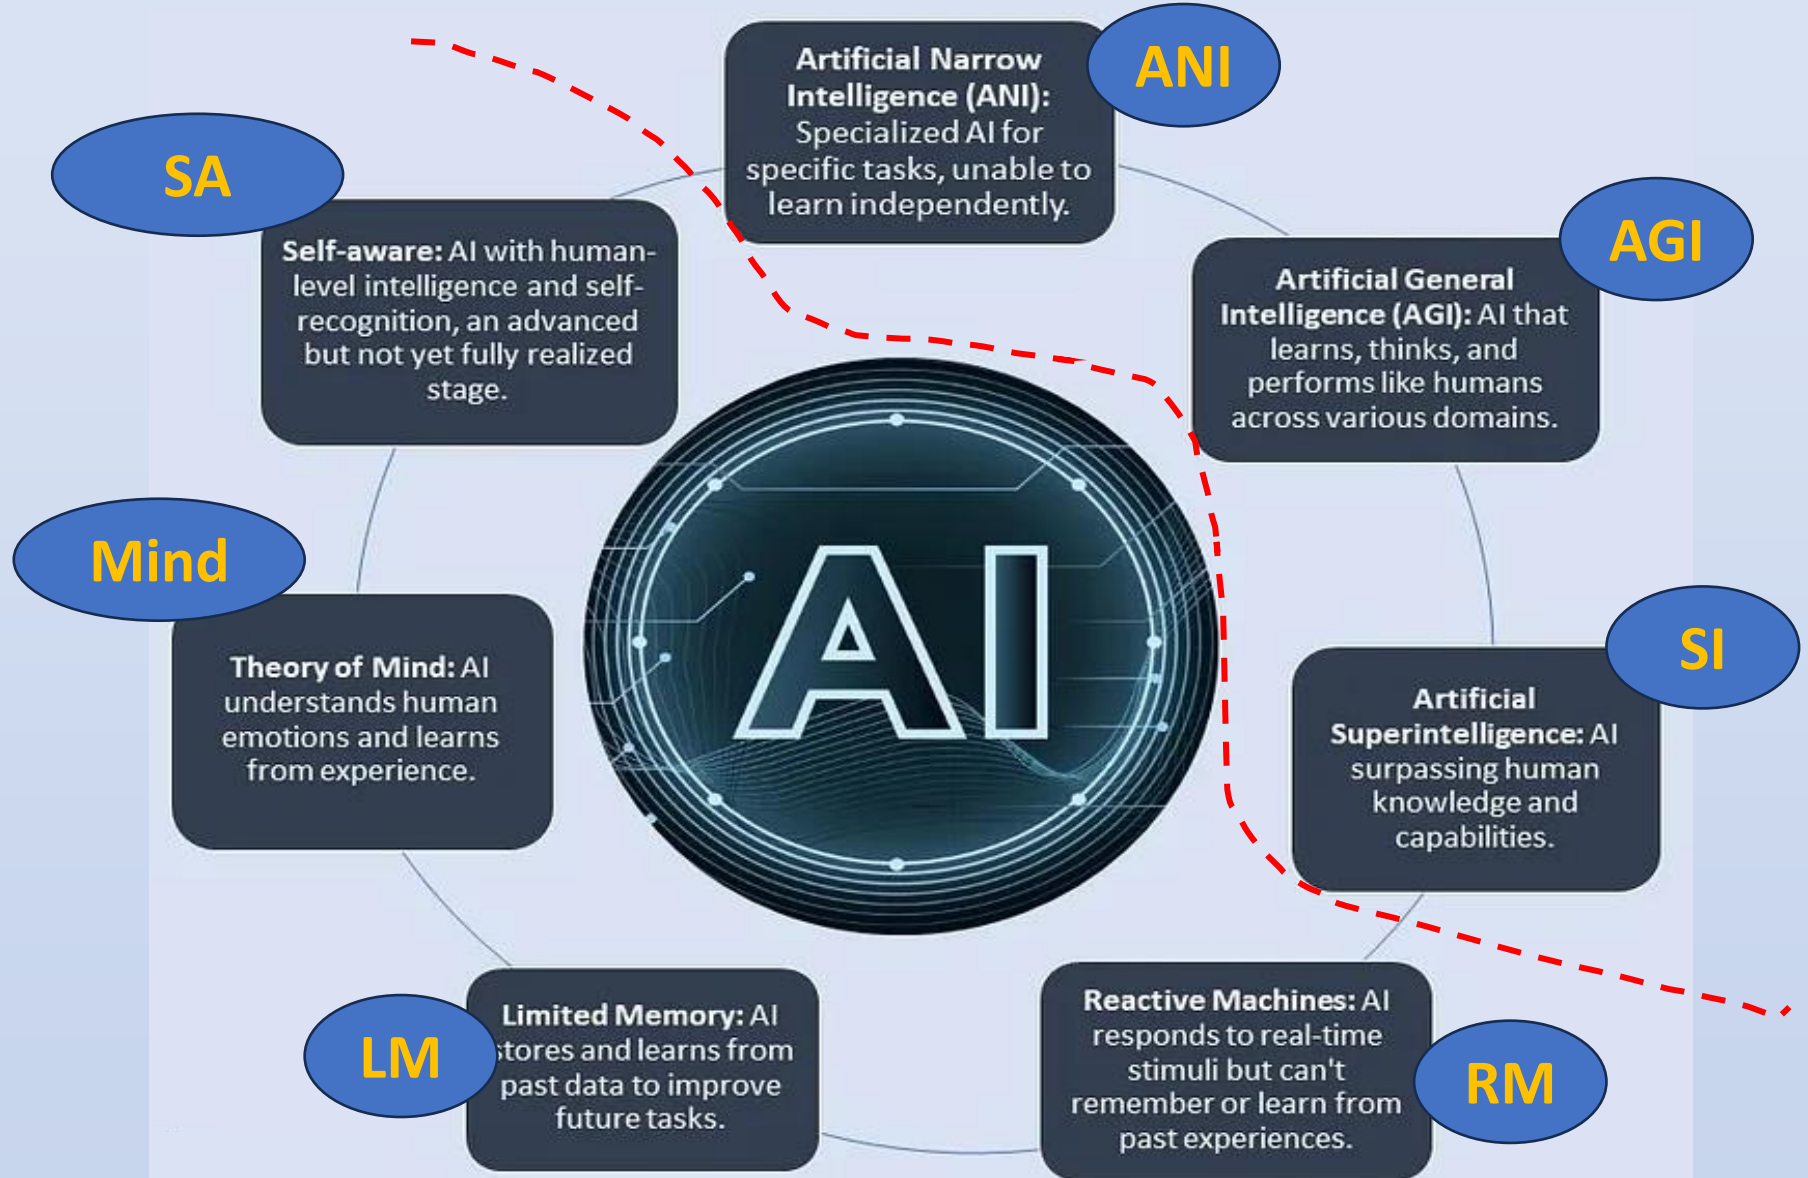 Artificial Narrow
Intelligence (ANI):
Specialized AI for
specific tasks, unable to
learn independently.
ANI
Artificial General
Intelligence (AGI): AI that
learns, thinks, and
performs like humans
across various domains.
AGI
Artificial
Superintelligence: AI
surpassing human
knowledge and
capabilities.
SI
Reactive Machines: AI
responds to real-time
stimuli but can't
remember or learn from
past experiences.
RM
Limited Memory: AI
stores and learns from
past data to improve
future tasks.
LM
Theory of Mind: AI
understands human
emotions and learns
from experience.
Mind
Self-aware: AI with human-
level intelligence and self-
recognition, an advanced
but not yet fully realized
stage.
SA
AI